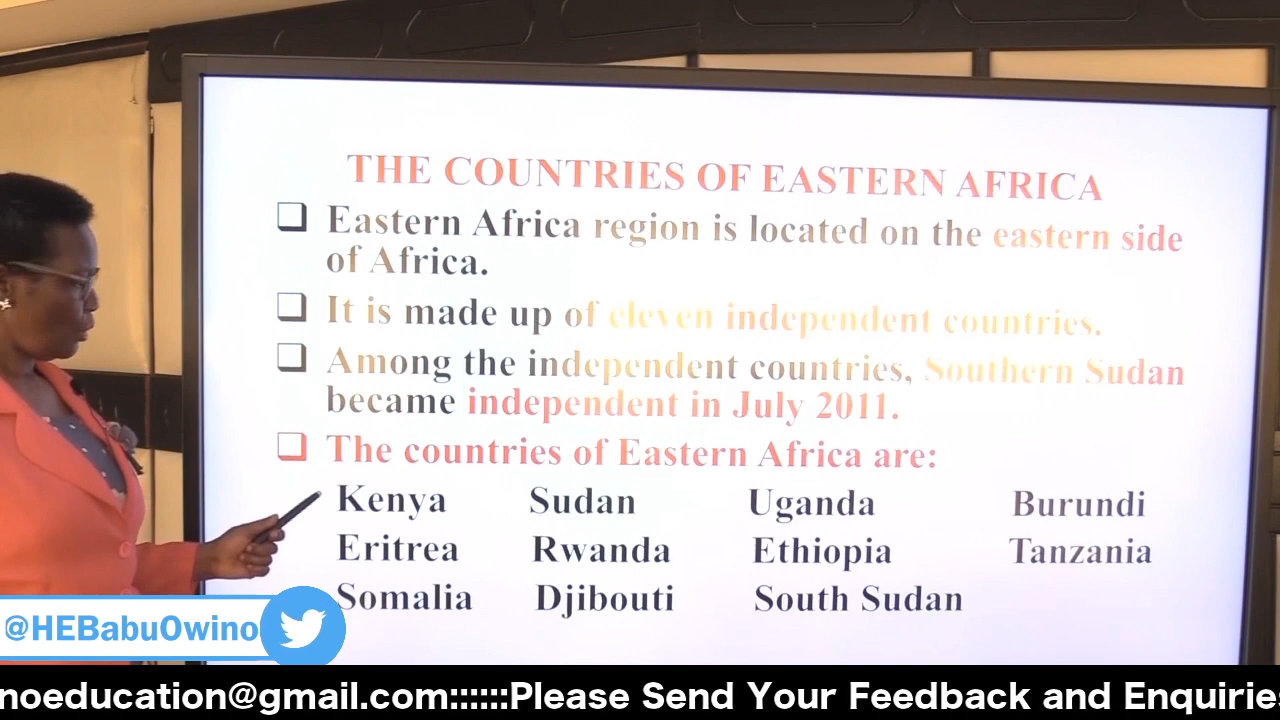 THE COUNTRIES OF EASTERN AFRICA
❑ Eastern Africa region is located on the eastern side
of Africa.
❑ It is made up of eleven independent countries.
❑ Among the independent countries, Southern Sudan
became independent in July 2011.
❑ The countries of Eastern Africa are:
Kenya Sudan Uganda Burundi
Eritrea Rwanda Ethiopia Tanzania
Somalia Djibouti South Sudan
@HEBabuOwino
noeducation@gmail.com::::::Please Send Your Feedback and Enquirie